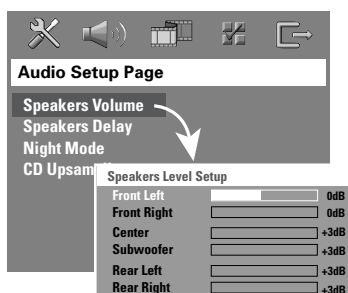 Audio Setup Page
Speakers Volume
Speakers Delay
Night Mode
CD Upsam
Speakers Level Setup
Front Left 0dB
Front Right 0dB
Center +3dB
Subwoofer +3dB
Rear Left +3dB
Rear Right +3dB